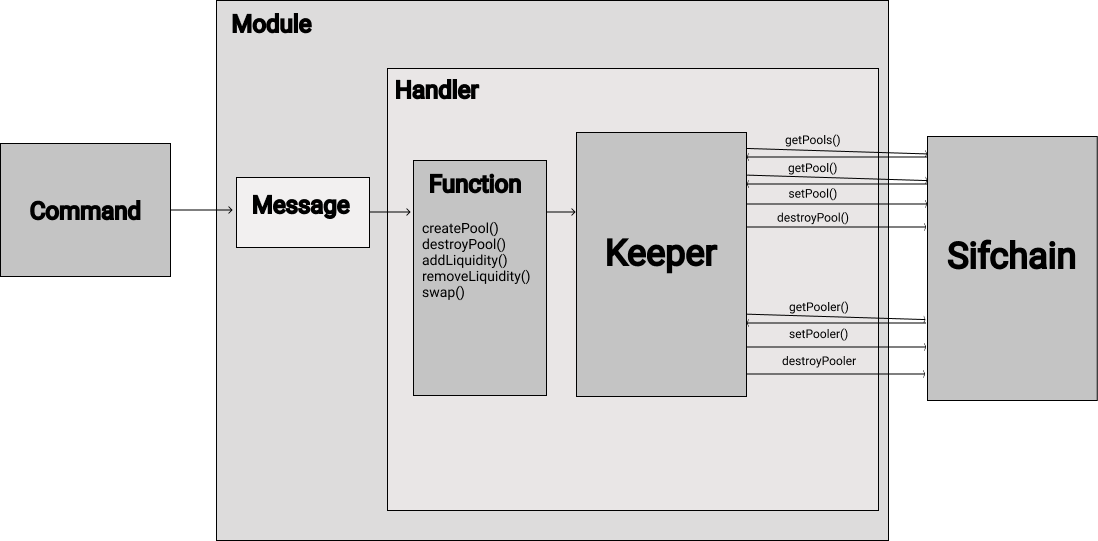 Module
Handler
Command
Message
Function
createPool()
destroyPool()
addLiquidity()
removeLiquidity()
swap()
Keeper
getPools()
getPool()
setPool()
destroyPool()
getPooler()
setPooler()
destroyPooler
Sifchain